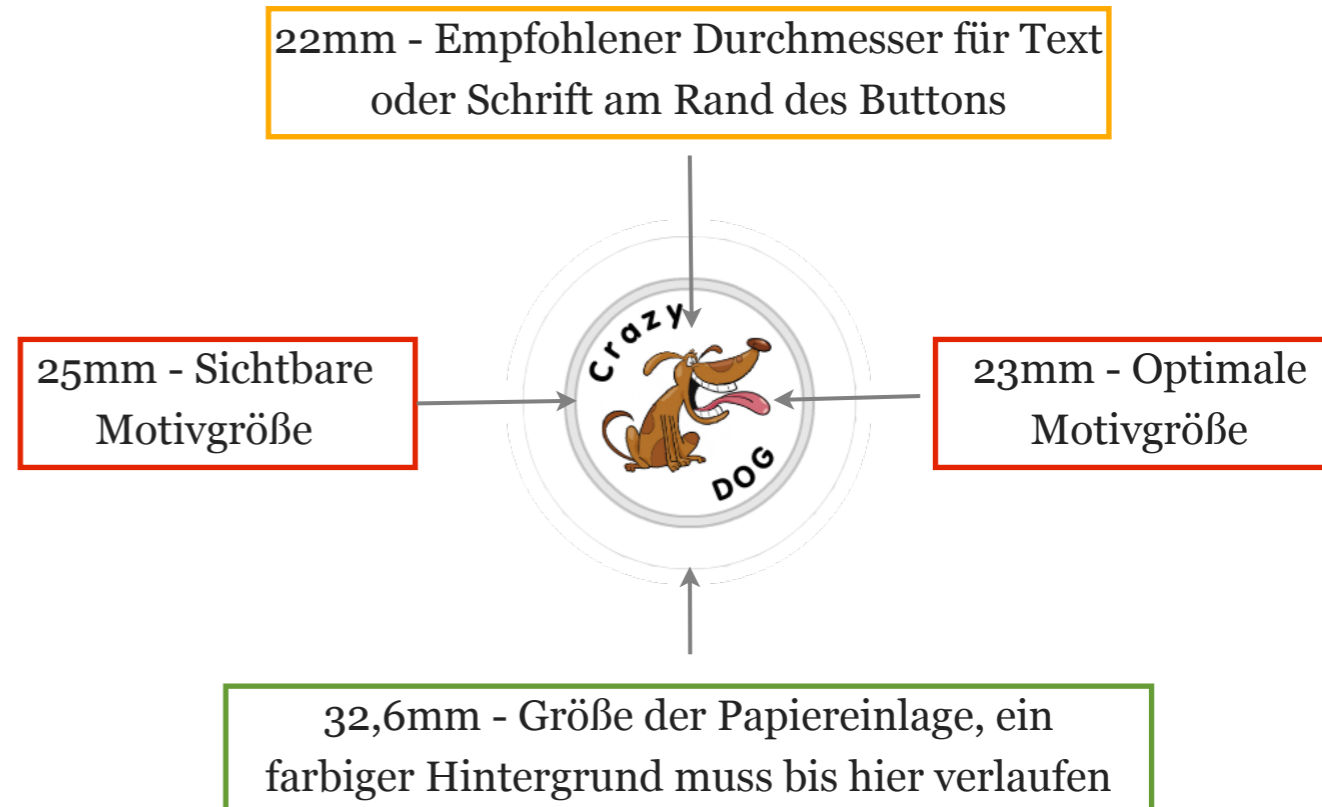 22mm - Empfohlener Durchmesser für Text
oder Schrift am Rand des Buttons
Crazy
25mm - Sichtbare
Motivgröße
23mm - Optimale
Motivgröße
DOG
32,6mm - Größe der Papiereinlage, ein
farbiger Hintergrund muss bis hier verlaufen